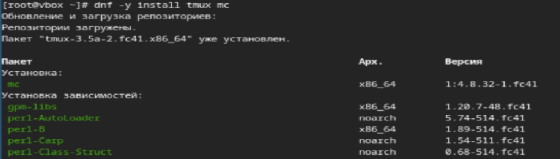 [root@vbox ~]# dnf -y install tmux mc
Обновление и загрузка репозиториев:
Репозитории загружены.
Пакет "tmux-3.5a-2.fc41.x86_64" уже установлен.
Пакет Арх. Версия
Установка:
mc x86_64 1:4.8.32-1.fc41
Установка зависимостей:
gpm-libs x86_64 1.20.7-48.fc41
perl-AutoLoader noarch 5.74-514.fc41
perl-B x86_64 1.89-514.fc41
perl-Carp noarch 1.54-511.fc41
perl-Class-Struct noarch 0.68-514.fc41